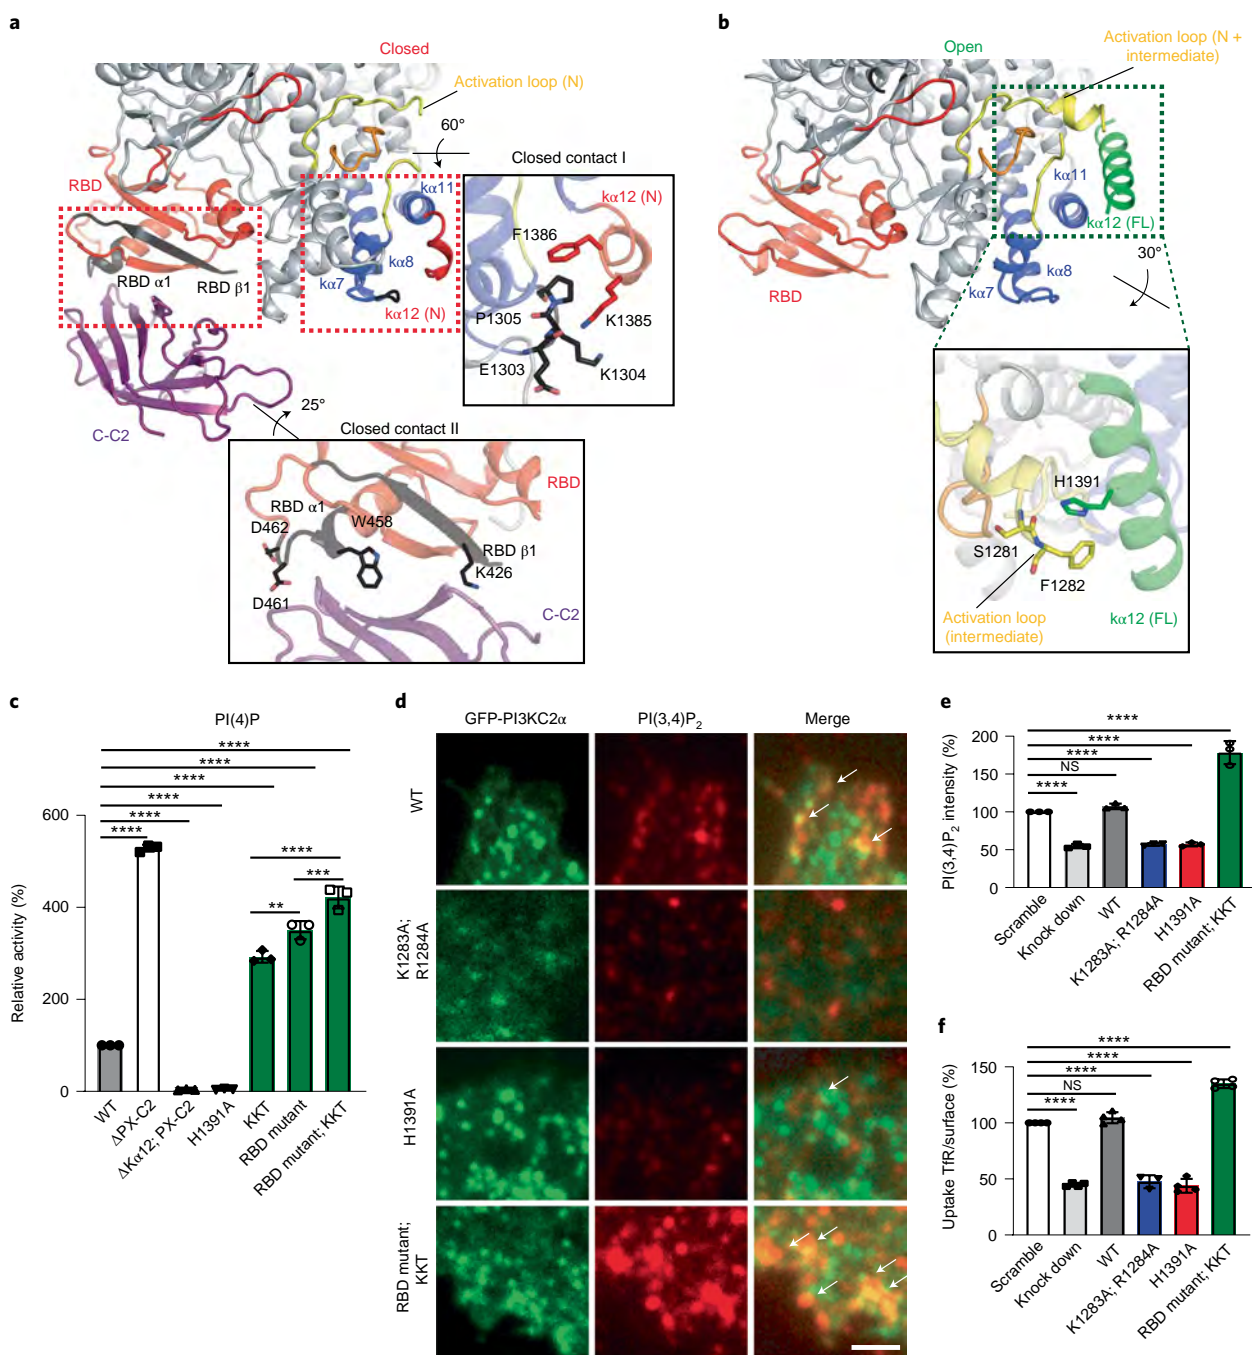 a
Closed
Activation loop (N)
60°
Closed contact I
RBD
kα11
kα12 (N)
F1386
RBD α1
RBD β1
kα8
kα7
kα12 (N)
P1305
K1385
E1303
K1304
C-C2
25°
Closed contact II
RBD
RBD α1
D462
W458
RBD β1
K426
D461
C-C2
b
Open
Activation loop (N +
intermediate)
kα11
kα12 (FL)
RBD
kα8
kα7
30°
H1391
S1281
F1282
Activation loop
(intermediate)
kα12 (FL)
c
PI(4)P
****
****
****
****
****
****
****
***
**
600
400
200
0
Relative activity (%)
WT
ΔPX-C2
ΔKα12; PX-C2
H1391A
KKT
RBD mutant
RBD mutant; KKT
d
GFP-PI3KC2α
PI(3,4)P2
Merge
WT
K1283A;
R1284A
H1391A
RBD mutant;
KKT
e
****
****
****
NS
****
200
150
100
50
0
PI(3,4)P2 intensity (%)
Scramble
Knock down
WT
K1283A; R1284A
H1391A
RBD mutant; KKT
f
****
****
****
NS
****
150
100
50
0
Uptake TfR/surface (%)
Scramble
Knock down
WT
K1283A; R1284A
H1391A
RBD mutant; KKT